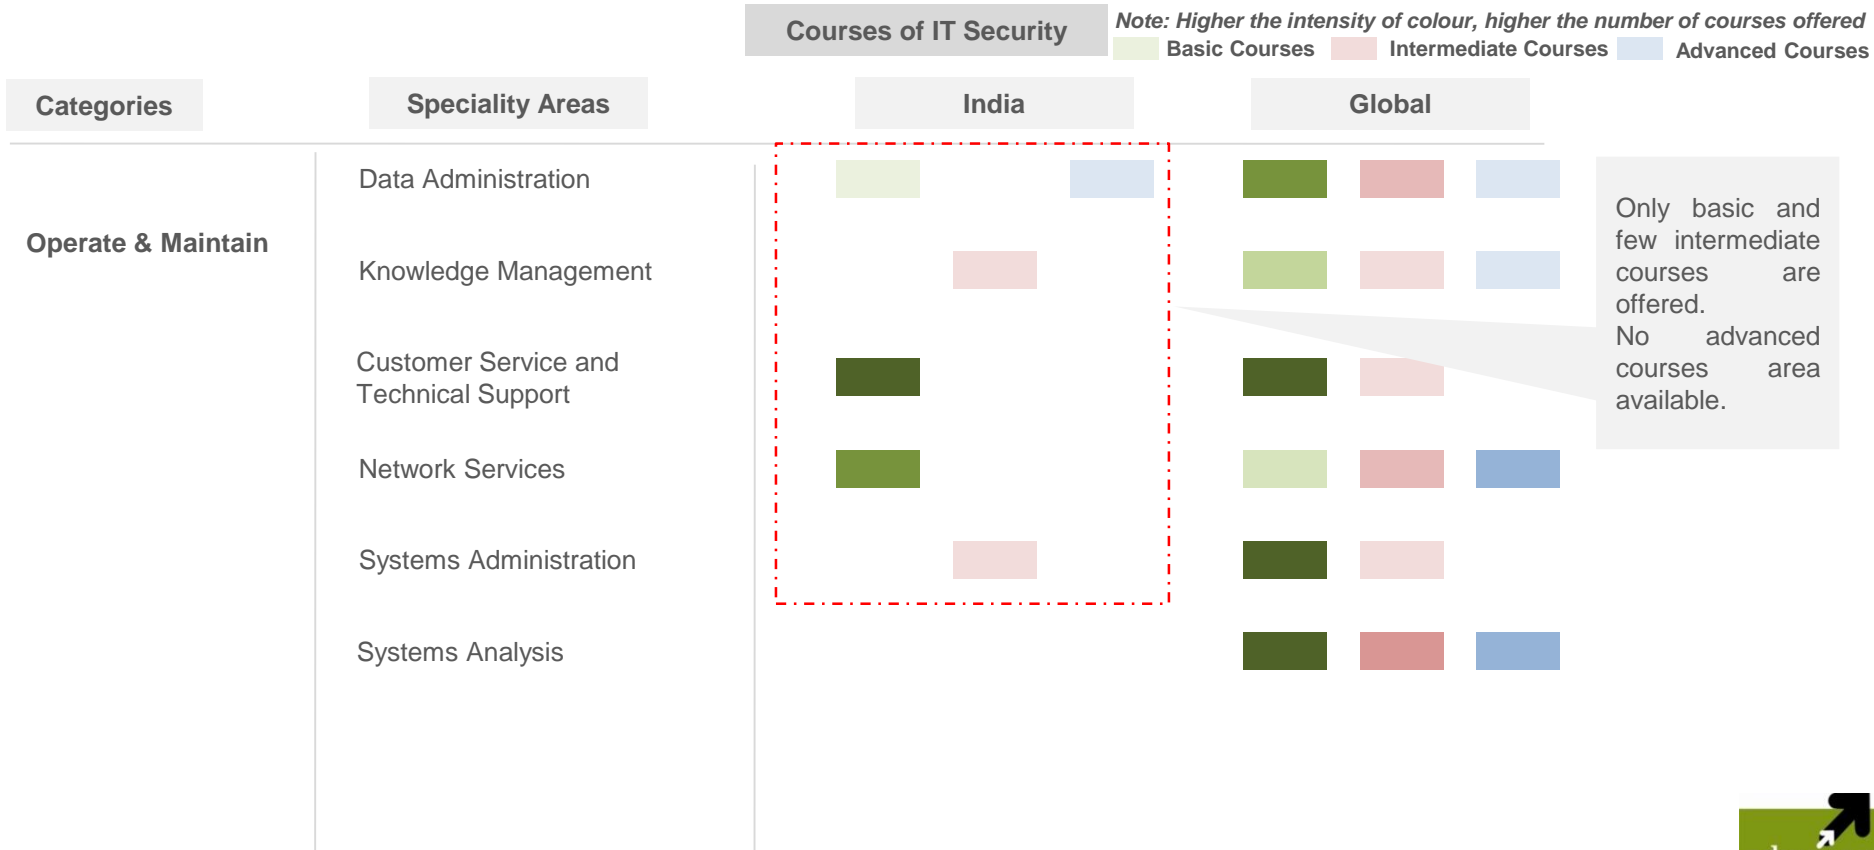 Courses of IT Security
Note: Higher the intensity of colour, higher the number of courses offered
Basic Courses Intermediate Courses Advanced Courses
Categories Speciality Areas India Global
Operate & Maintain
Data Administration
Knowledge Management
Customer Service and
Technical Support
Network Services
Systems Administration
Systems Analysis
Only basic and
few intermediate
courses are
offered.
No advanced
courses area
available.